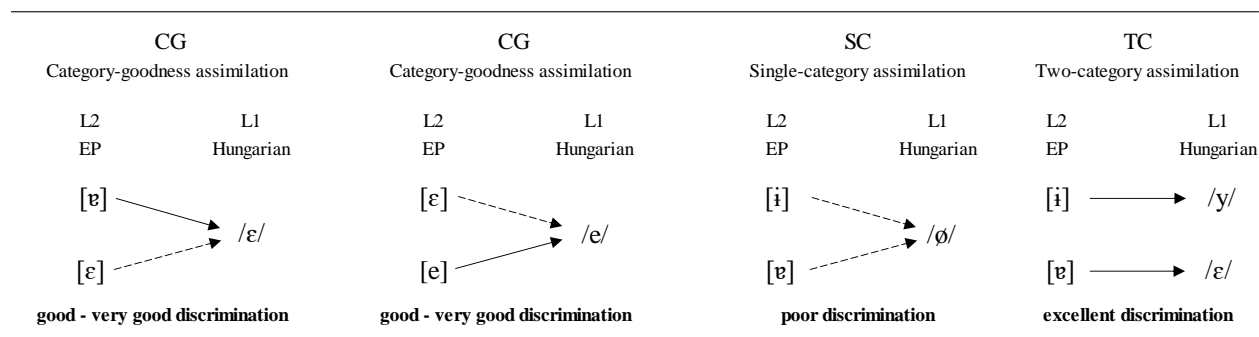 CG CG SC TC
Category-goodness assimilation Category-goodness assimilation Single-category assimilation Two-category assimilation
L2 L1 L2 L1 L2 L1 L2 L1
EP Hungarian EP Hungarian EP Hungarian EP Hungarian
[ɐ] [ɛ] [ɨ] [ɨ] /y/
/ɛ/ /e/ /ø/
[ɛ] [e] [ɐ] [ɐ] /ɛ/
good - very good discrimination good - very good discrimination poor discrimination excellent discrimination